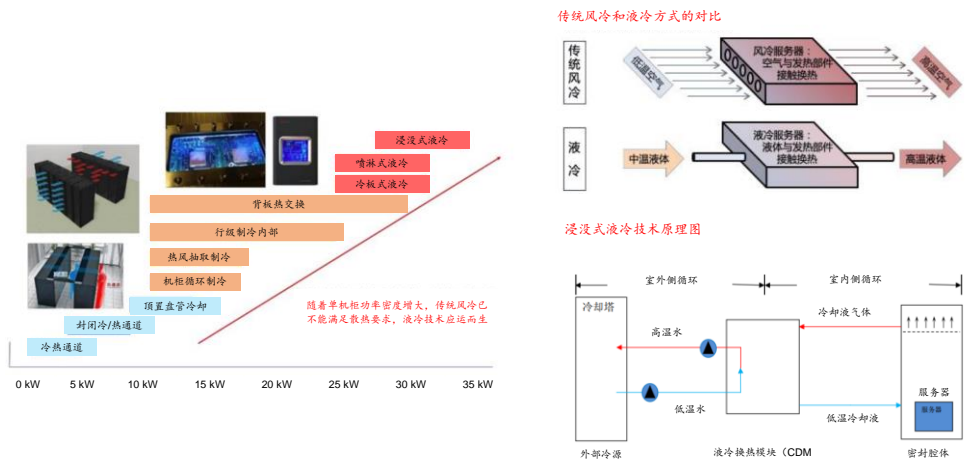 浸没式液冷
喷淋式液冷
冷板式液冷
背板热交换
行级制冷内部
热风抽取制冷
机柜循环制冷
顶置盘管冷却
封闭冷/热通道
冷热通道
随着单机柜功率密度增大，传统风冷已
不能满足散热要求，液冷技术应运而生
0 kW 5 kW 10 kW 15 kW 20 kW 25 kW 30 kW 35 kW
传统风冷和液冷方式的对比
传统风冷
低温空气
风冷服务器：
空气与发热部件
接触换热
高温空气
液冷
中温液体
液冷服务器：
液体与发热部件
接触换热
高温液体
浸没式液冷技术原理图
室外侧循环 室内侧循环
冷却塔
高温水
低温水
冷却液气体
低温冷却液
服务器
服务器
外部冷源
液冷换热模块（CDM
密封腔体